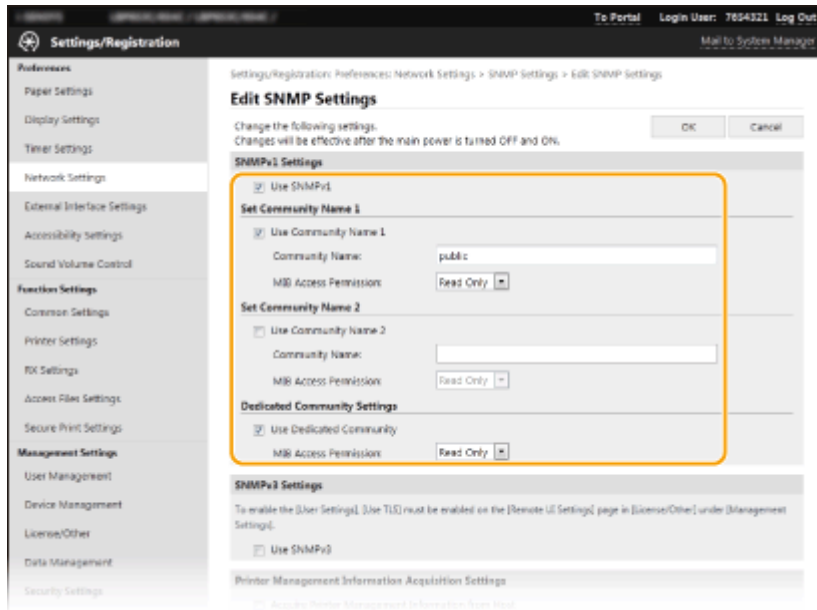 To Portal Login User: 7654321 Log Out
Settings/Registration
Mail to System Manager
Preferences
Paper Settings
Display Settings
Timer Settings
Network Settings
External Interface Settings
Accessibility Settings
Sound Volume Control
Function Settings
Common Settings
Printer Settings
RX Settings
Access Files Settings
Secure Print Settings
Management Settings
User Management
Device Management
License/Other
Data Management
Security Settings
Settings/Registration: Preferences: Network Settings > SNMP Settings > Edit SNMP Settings
Edit SNMP Settings
Change the following settings.
Changes will be effective after the main power is turned OFF and ON.
OK Cancel
SNMPv1 Settings
Use SNMPv1
Set Community Name 1
Use Community Name 1
Community Name: public
MIB Access Permission: Read Only
Set Community Name 2
Use Community Name 2
Community Name:
MIB Access Permission: Read Only
Dedicated Community Settings
Use Dedicated Community
MIB Access Permission: Read Only
SNMPv3 Settings
To enable the [User Settings], [Use TLS] must be enabled on the [Remote UI Settings] page in [License/Other] under [Management
Settings].
Use SNMPv3
Printer Management Information Acquisition Settings
Acquire Printer Management Information from Host